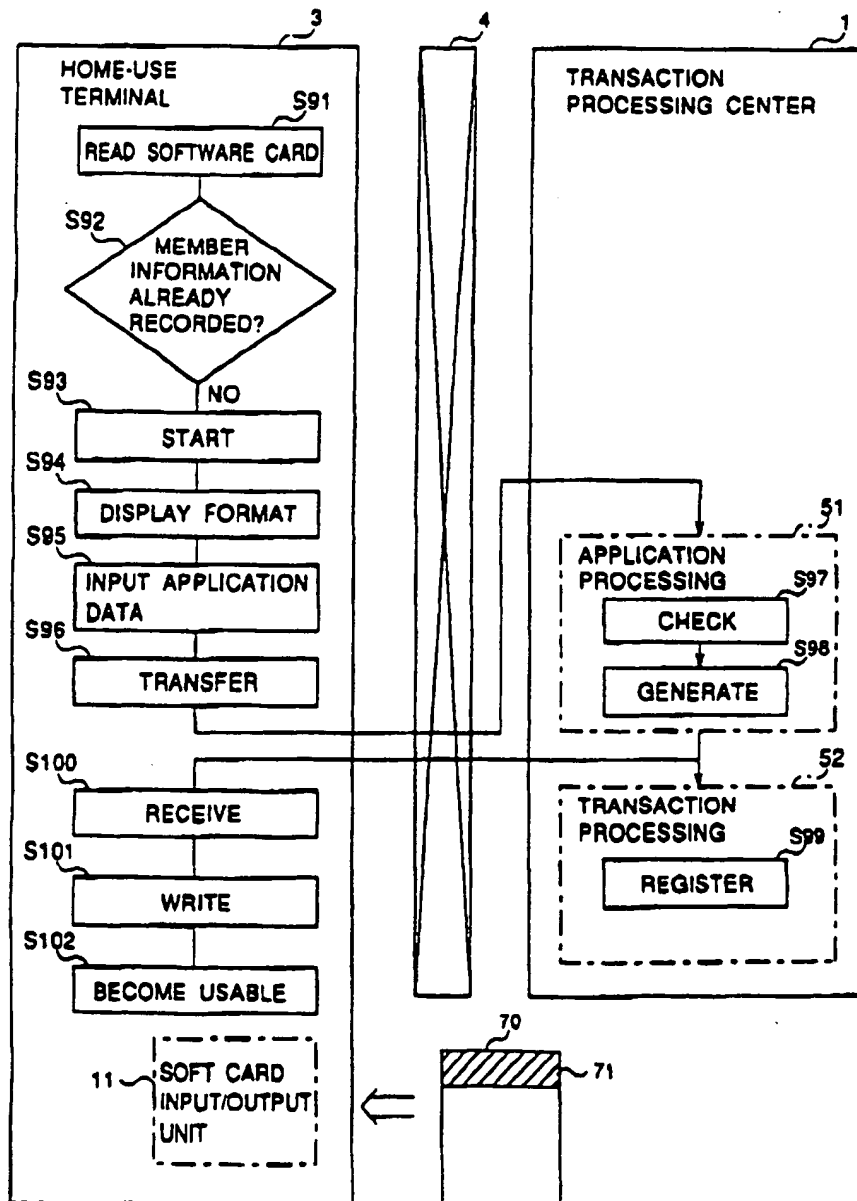 3
4
1
HOME-USE
TERMINAL
TRANSACTION
PROCESSING CENTER
S91
READ SOFTWARE CARD
S92
MEMBER
INFORMATION
ALREADY
RECORDED?
NO
S93
START
S94
DISPLAY FORMAT
S95
INPUT APPLICATION
DATA
S96
TRANSFER
51
APPLICATION
PROCESSING
S97
CHECK
S98
GENERATE
S100
RECEIVE
52
TRANSACTION
PROCESSING
S99
REGISTER
S101
WRITE
S102
BECOME USABLE
11
SOFT CARD
INPUT/OUTPUT
UNIT
70
71